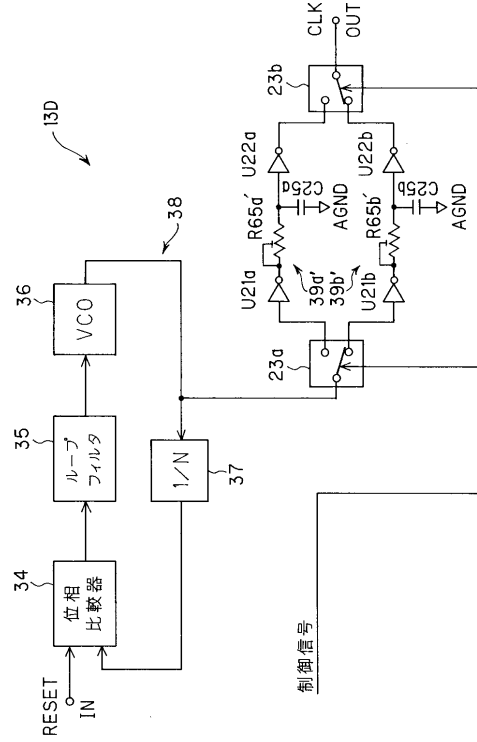 13D
RESET
IN
34
位相
比較器
35
ループ
フィルタ
36
VCO
38
1/N
37
23a
U21a
R65a′
C25a
AGND
U22a
39a′
39b′
U21b
R65b′
C25b
AGND
U22b
23b
CLK
OUT
制御信号